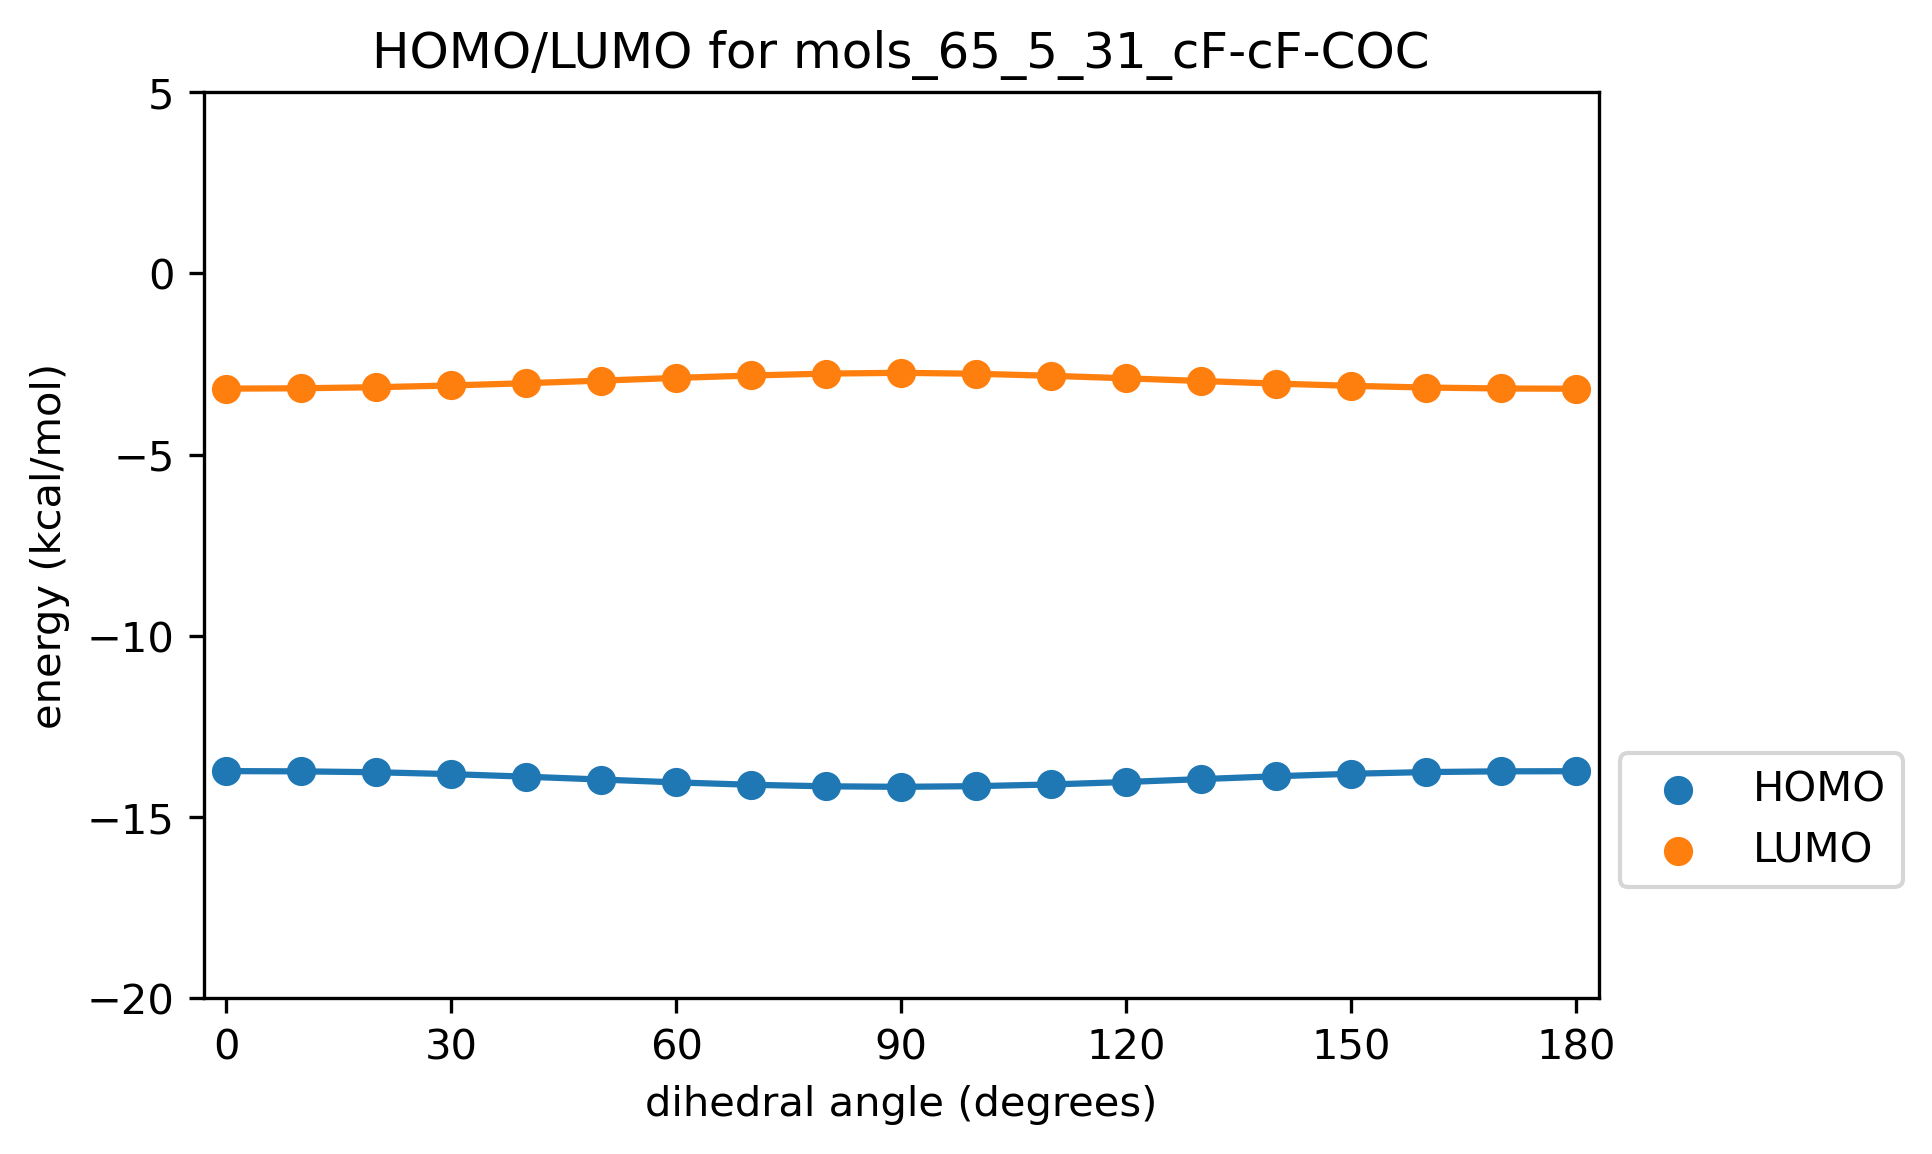 HOMO/LUMO for mols_65_5_31_cF-cF-COC
5
0
−5
−10
−15
−20
energy (kcal/mol)
0 30 60 90 120 150 180
dihedral angle (degrees)
HOMO
LUMO